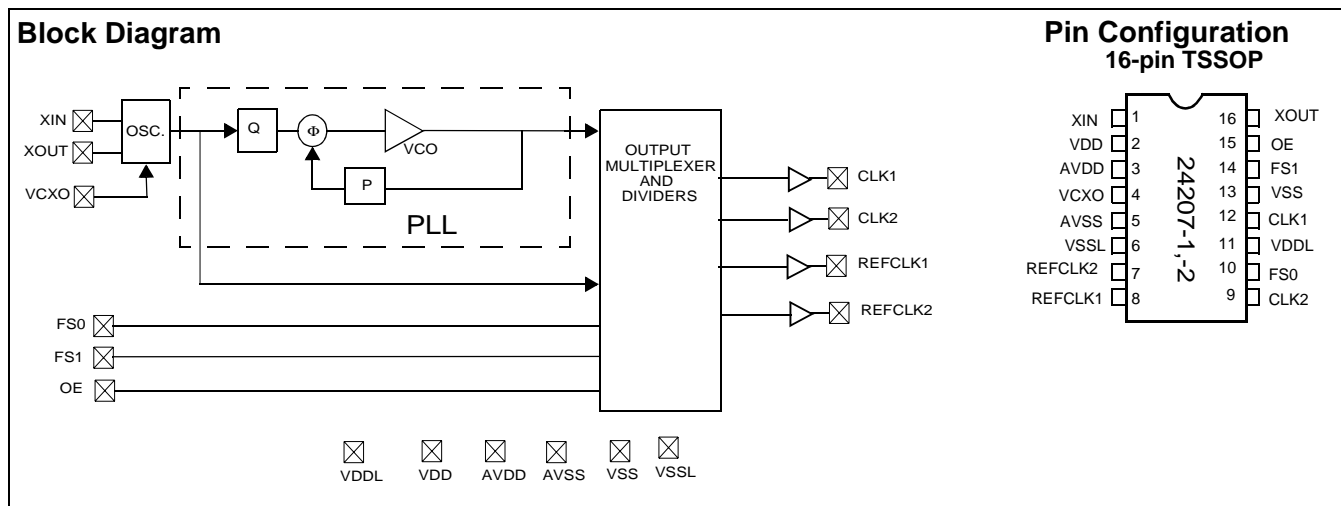 Block Diagram
XIN
XOUT
VCXO
OSC.
Q
Φ
VCO
P
PLL
OUTPUT
MULTIPLEXER
AND
DIVIDERS
CLK1
CLK2
REFCLK1
REFCLK2
FS0
FS1
OE
VDDL
VDD
AVDD
AVSS
VSS
VSSL
Pin Configuration
16-pin TSSOP
XIN 1 16 XOUT
VDD 2 15 OE
AVDD 3 14 FS1
VCXO 4 13 VSS
AVSS 5 12 CLK1
VSSL 6 11 VDDL
REFCLK2 7 10 FS0
REFCLK1 8 9 CLK2
24207-1,-2